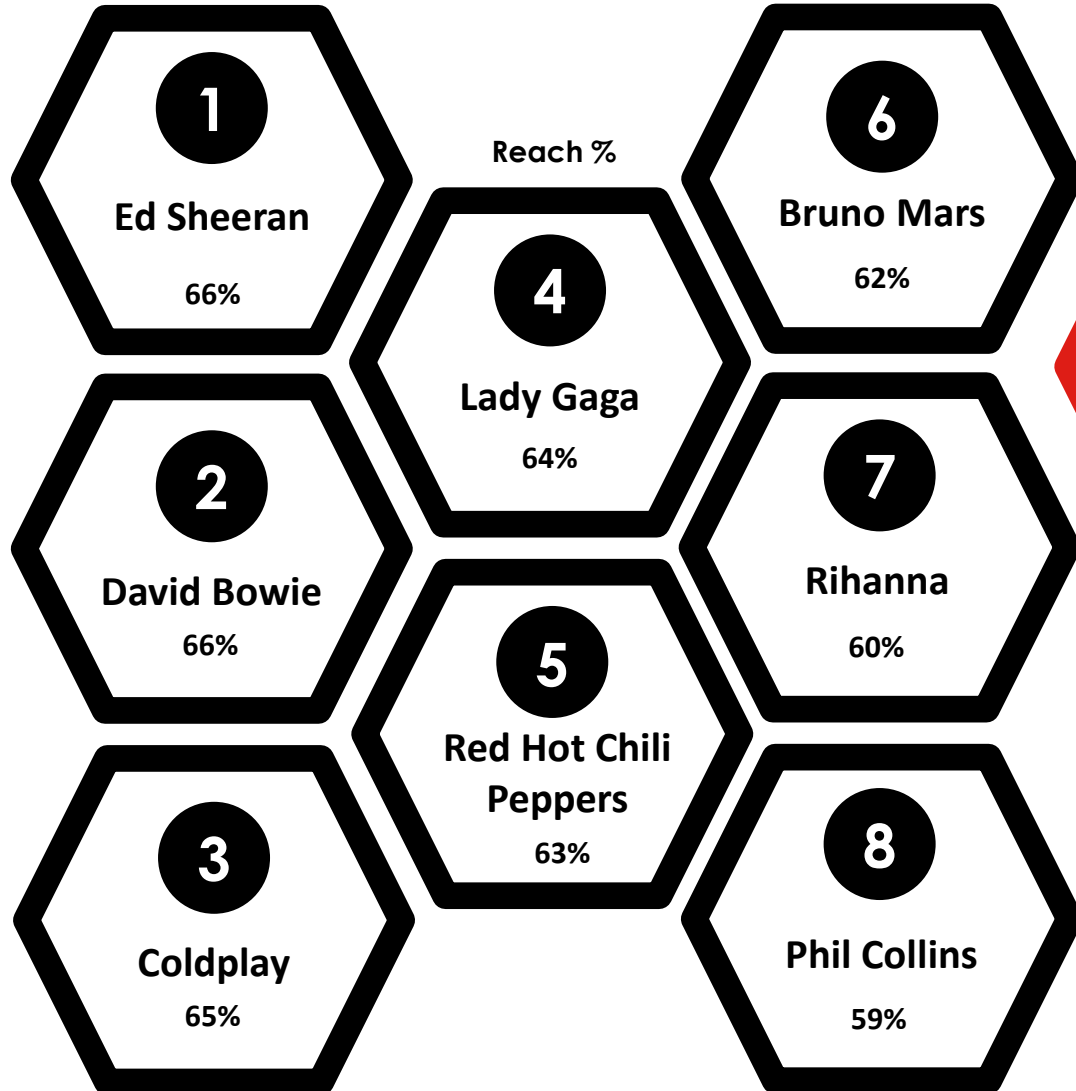 Reach %
1
Ed Sheeran
66%
2
David Bowie
66%
3
Coldplay
65%
4
Lady Gaga
64%
5
Red Hot Chili
Peppers
63%
6
Bruno Mars
62%
7
Rihanna
60%
8
Phil Collins
59%